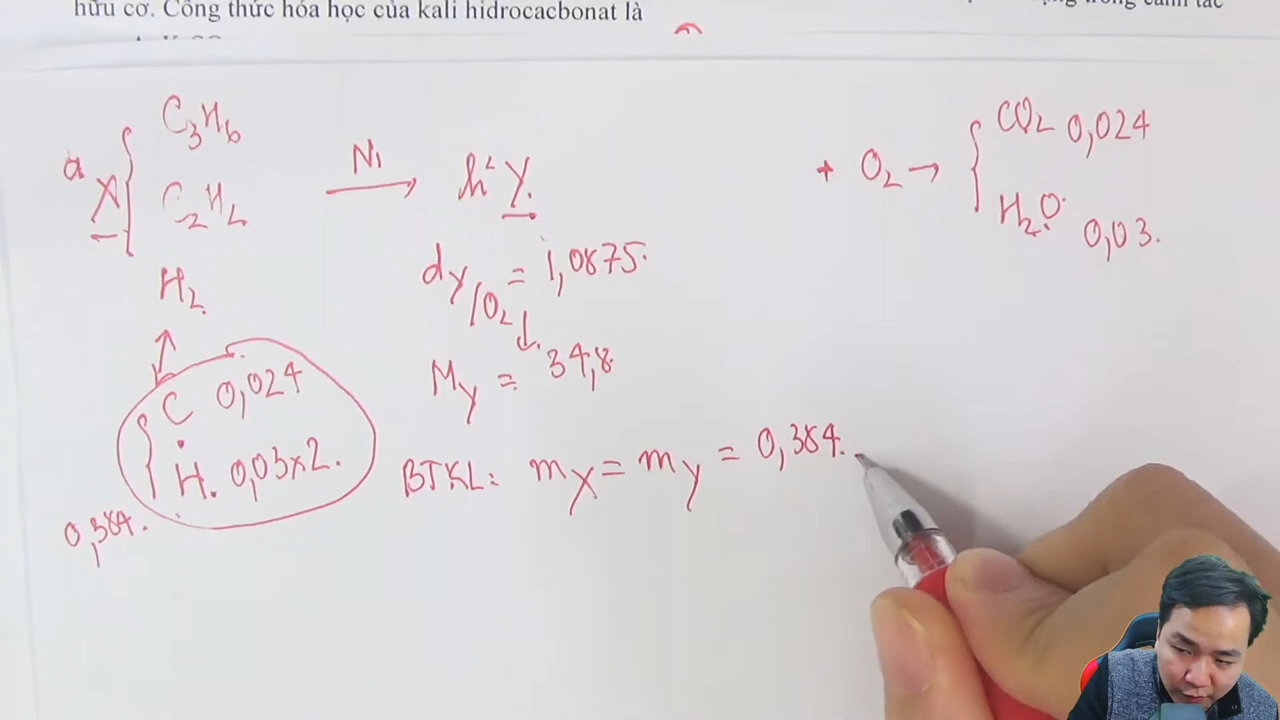 hữu cơ. Công thức hóa học của kali hidrocacbonat là
a X { C3H6
C2H2
H2
Ni →
h² Y.
+ O2 → { CO2 0,024
H2O 0,03.
dY/O2 = 1,0875.
MY = 34,8
{ C 0,024
H. 0,03x2.
0,384.
BTKL: mX = mY = 0,384.